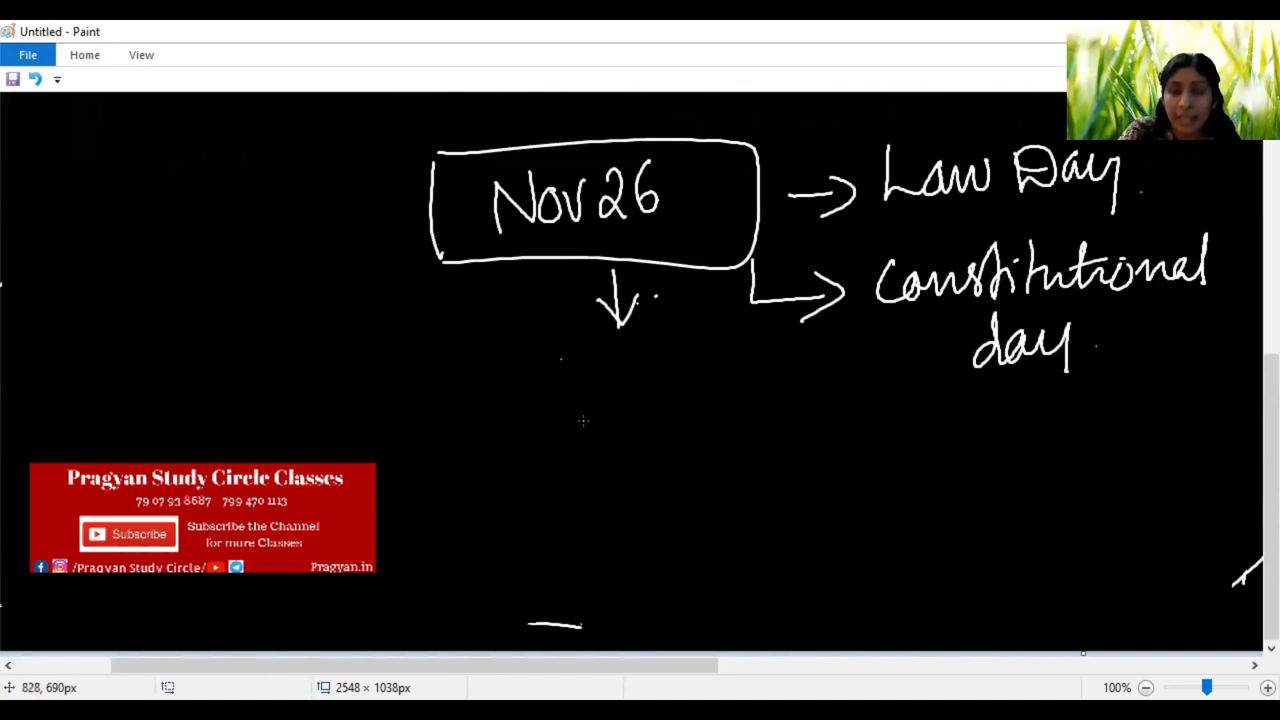 Untitled - Paint
File Home View
Nov 26
Law Day
Constitutional
day
Pragyan Study Circle Classes
79 07 93 8687 799 470 1113
Subscribe
Subscribe the Channel
for more Classes
/Pragyan Study Circle/
Pragyan.in
828, 690px
2548 × 1038px
100%